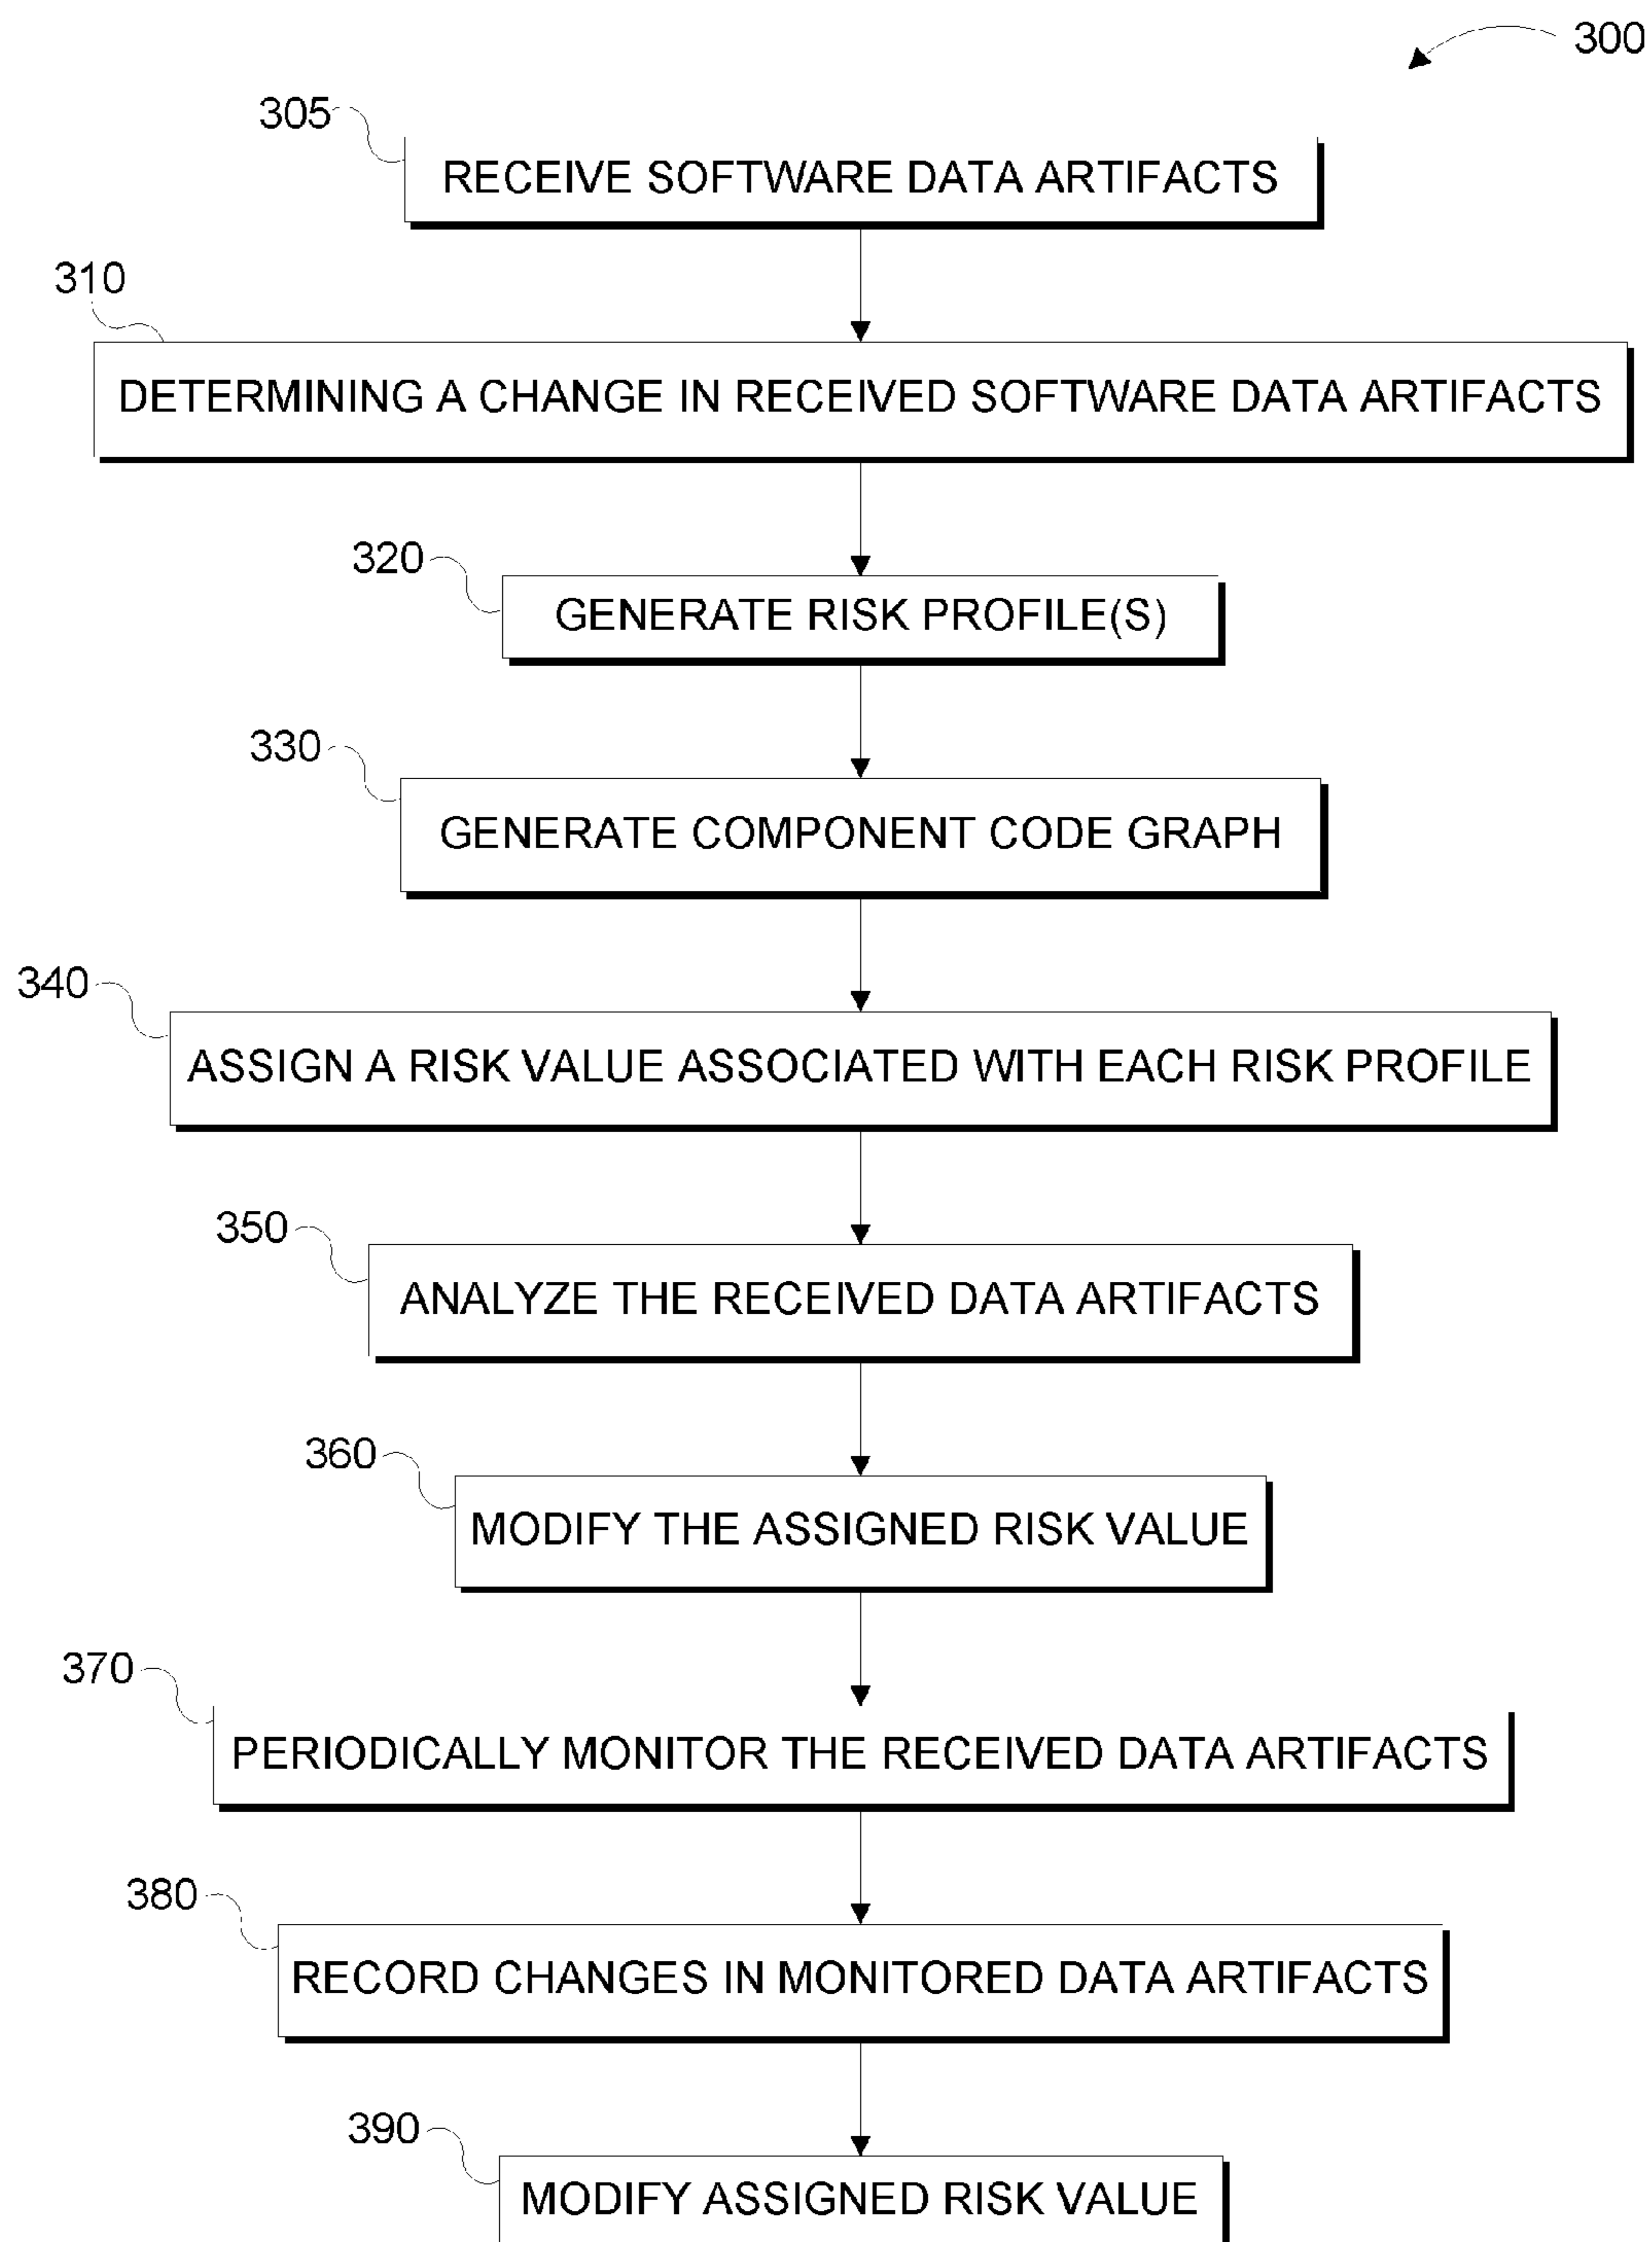 300
305
RECEIVE SOFTWARE DATA ARTIFACTS
310
DETERMINING A CHANGE IN RECEIVED SOFTWARE DATA ARTIFACTS
320
GENERATE RISK PROFILE(S)
330
GENERATE COMPONENT CODE GRAPH
340
ASSIGN A RISK VALUE ASSOCIATED WITH EACH RISK PROFILE
350
ANALYZE THE RECEIVED DATA ARTIFACTS
360
MODIFY THE ASSIGNED RISK VALUE
370
PERIODICALLY MONITOR THE RECEIVED DATA ARTIFACTS
380
RECORD CHANGES IN MONITORED DATA ARTIFACTS
390
MODIFY ASSIGNED RISK VALUE